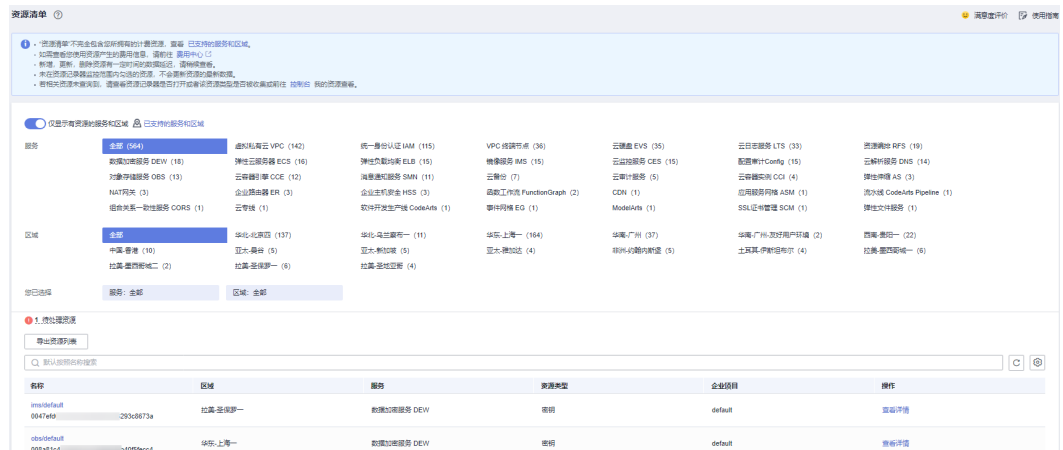 资源清单
满意度评价 使用指南
· “资源清单”不完全包含您所拥有的计费资源，查看 已支持的服务和区域。
· 如需查看您使用资源产生的费用信息，请前往 费用中心
· 新增、更新、删除资源有一定时间的数据延迟，请稍候查看。
· 未在资源记录器监控范围内勾选的资源，不会更新资源的最新数据。
· 若相关资源未查询到，请查看资源记录器是否打开或者该资源类型是否被收集或前往 控制台 我的资源查看。
仅显示有资源的服务和区域 已支持的服务和区域
服务 全部 (564) 虚拟私有云 VPC (142) 统一身份认证 IAM (115) VPC 终端节点 (36) 云硬盘 EVS (35) 云日志服务 LTS (33) 资源编排 RFS (19)
数据加密服务 DEW (18) 弹性云服务器 ECS (16) 弹性负载均衡 ELB (15) 镜像服务 IMS (15) 云监控服务 CES (15) 配置审计Config (15) 云解析服务 DNS (14)
对象存储服务 OBS (13) 云容器引擎 CCE (12) 消息通知服务 SMN (11) 云备份 (7) 云审计服务 (5) 云容器实例 CCI (4) 弹性伸缩 AS (3)
NAT网关 (3) 企业路由器 ER (3) 企业主机安全 HSS (3) 函数工作流 FunctionGraph (2) CDN (1) 应用服务网格 ASM (1) 流水线 CodeArts Pipeline (1)
组合关系一致性服务 CORS (1) 云专线 (1) 软件开发生产线 CodeArts (1) 事件网格 EG (1) ModelArts (1) SSL证书管理 SCM (1) 弹性文件服务 (1)
区域 全部 华北-北京四 (137) 华北-乌兰察布一 (11) 华东-上海一 (164) 华南-广州 (37) 华南-广州-友好用户环境 (2) 西南-贵阳一 (22)
中国-香港 (10) 亚太-曼谷 (5) 亚太-新加坡 (5) 亚太-雅加达 (4) 非洲-约翰内斯堡 (5) 土耳其-伊斯坦布尔 (4) 拉美-墨西哥城一 (6)
拉美-墨西哥城二 (2) 拉美-圣保罗一 (6) 拉美-圣地亚哥 (4)
您已选择 服务：全部 区域：全部
1 待处理资源
导出资源列表
默认按照名称搜索
名称 区域 服务 资源类型 企业项目 操作
ims/default
0047efd 293c8673a 拉美-圣保罗一 数据加密服务 DEW 密钥 default 查看详情
obs/default
华东-上海一 数据加密服务 DEW 密钥 default 查看详情